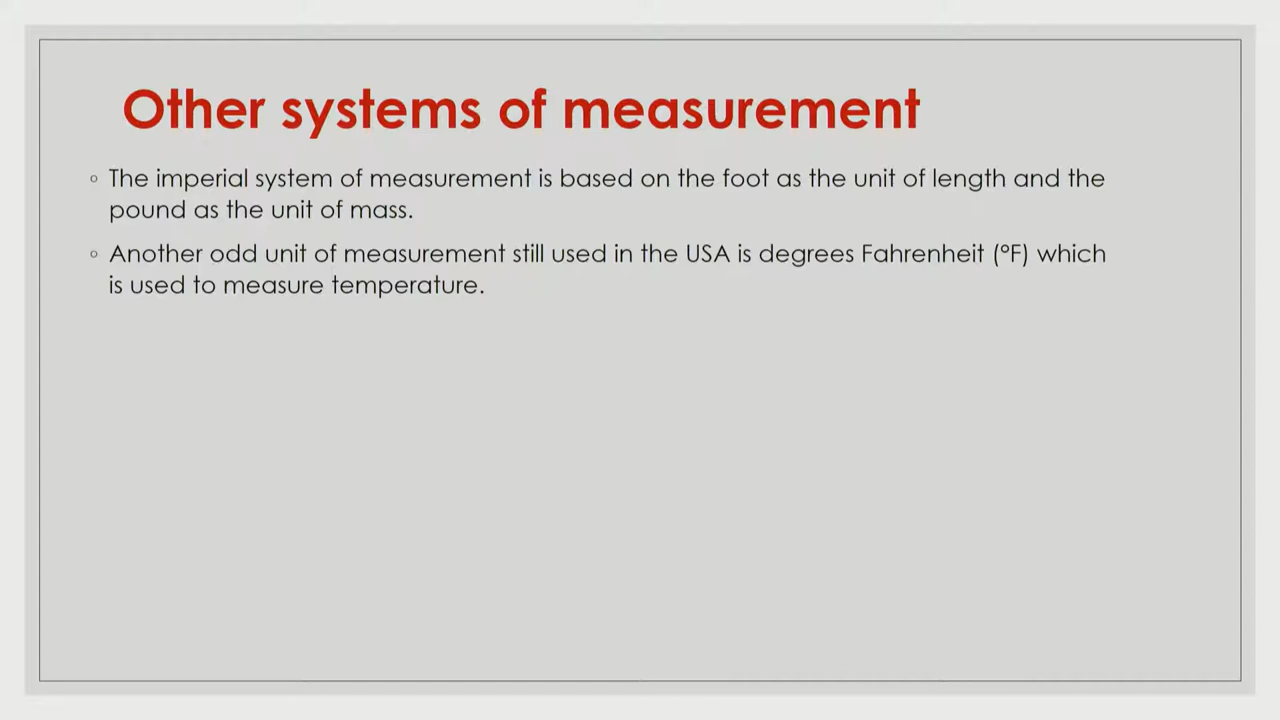 Other systems of measurement
◦ The imperial system of measurement is based on the foot as the unit of length and the
pound as the unit of mass.
◦ Another odd unit of measurement still used in the USA is degrees Fahrenheit (°F) which
is used to measure temperature.